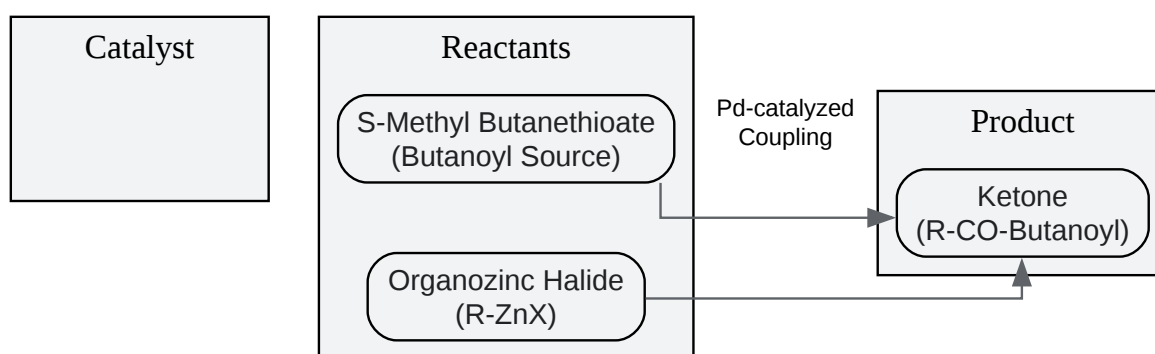 Catalyst
Reactants
S-Methyl Butanethioate
(Butanoyl Source)
Organozinc Halide
(R-ZnX)
Pd-catalyzed
Coupling
Product
Ketone
(R-CO-Butanoyl)